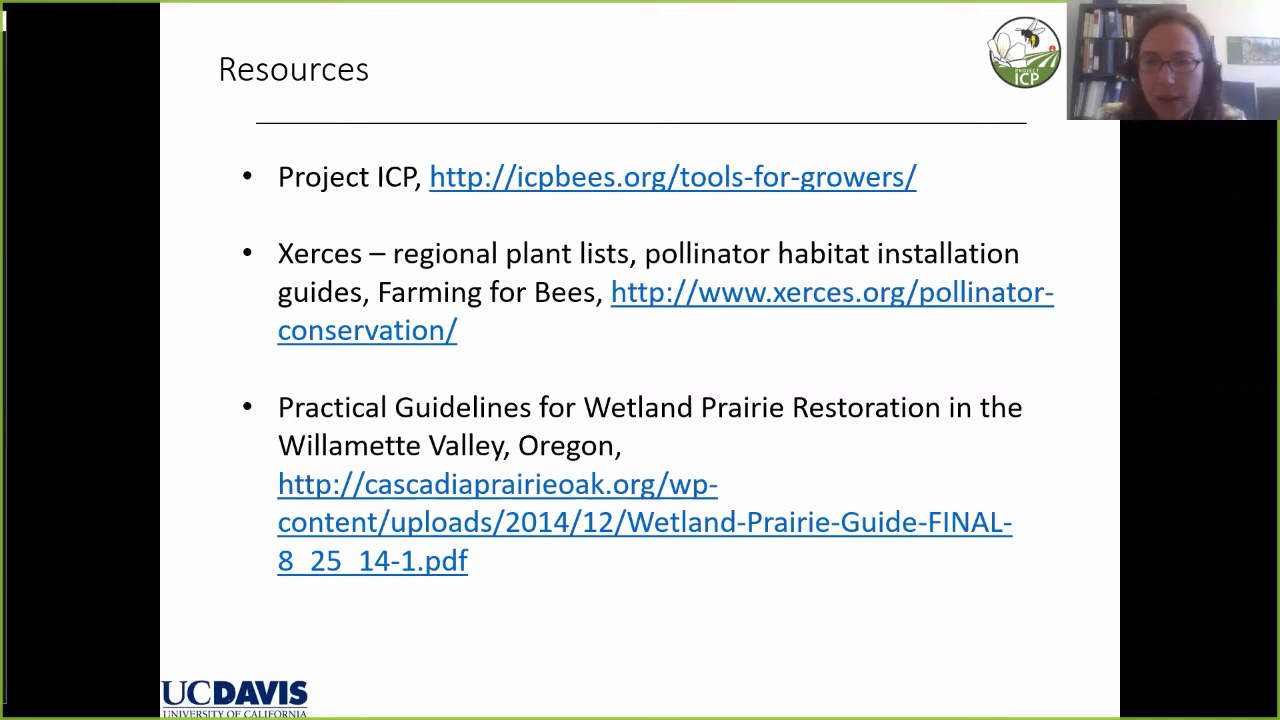 Resources
PROJECT
ICP
• Project ICP, http://icpbees.org/tools-for-growers/
• Xerces – regional plant lists, pollinator habitat installation
guides, Farming for Bees, http://www.xerces.org/pollinator-
conservation/
• Practical Guidelines for Wetland Prairie Restoration in the
Willamette Valley, Oregon,
http://cascadiaprairieoak.org/wp-
content/uploads/2014/12/Wetland-Prairie-Guide-FINAL-
8_25_14-1.pdf
UCDAVIS
UNIVERSITY OF CALIFORNIA